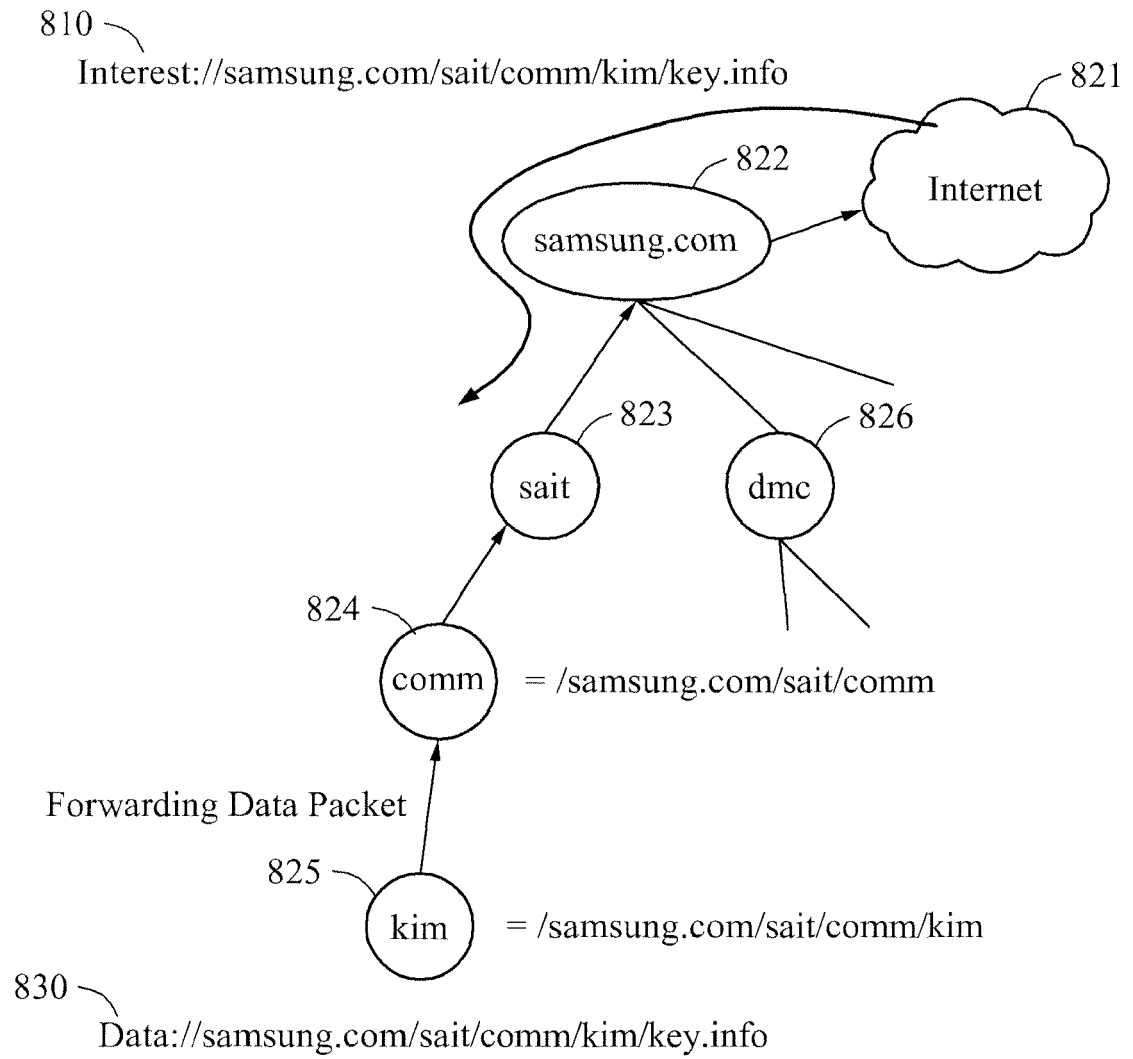 810
Interest://samsung.com/sait/comm/kim/key.info
821
Internet
822
samsung.com
823
sait
826
dmc
824
comm
= /samsung.com/sait/comm
Forwarding Data Packet
825
kim
= /samsung.com/sait/comm/kim
830
Data://samsung.com/sait/comm/kim/key.info